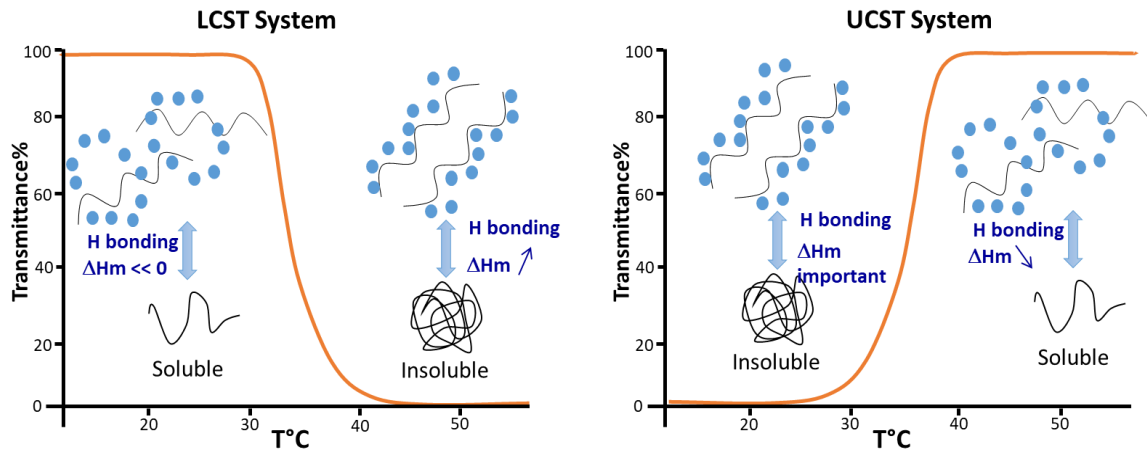 LCST System
Transmittance%
100
80
60
40
20
0
H bonding
ΔHm << 0
Soluble
H bonding
ΔHm
Insoluble
20
30
40
50
T°C
UCST System
Transmittance%
100
80
60
40
20
0
H bonding
ΔHm
important
Insoluble
H bonding
ΔHm
Soluble
20
30
40
50
T°C